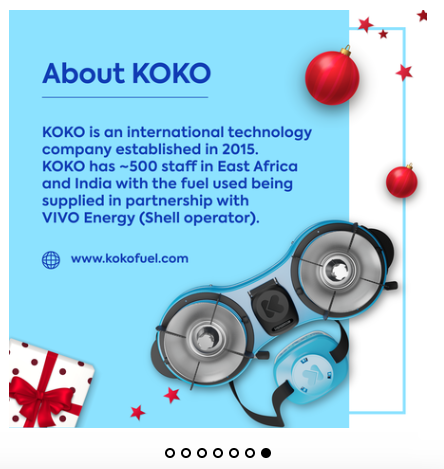 About KOKO
KOKO is an international technology
company established in 2015.
KOKO has ~500 staff in East Africa
and India with the fuel used being
supplied in partnership with
VIVO Energy (Shell operator).
www.kokofuel.com